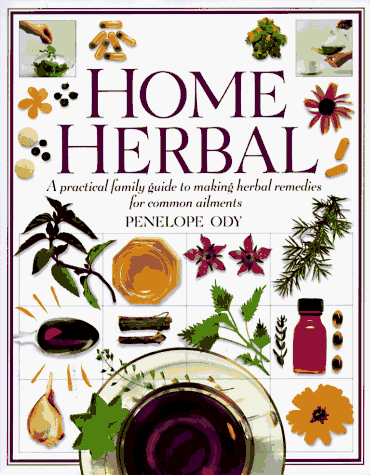 HOME
HERBAL
A practical family guide to making herbal remedies
for common ailments
PENELOPE ODY